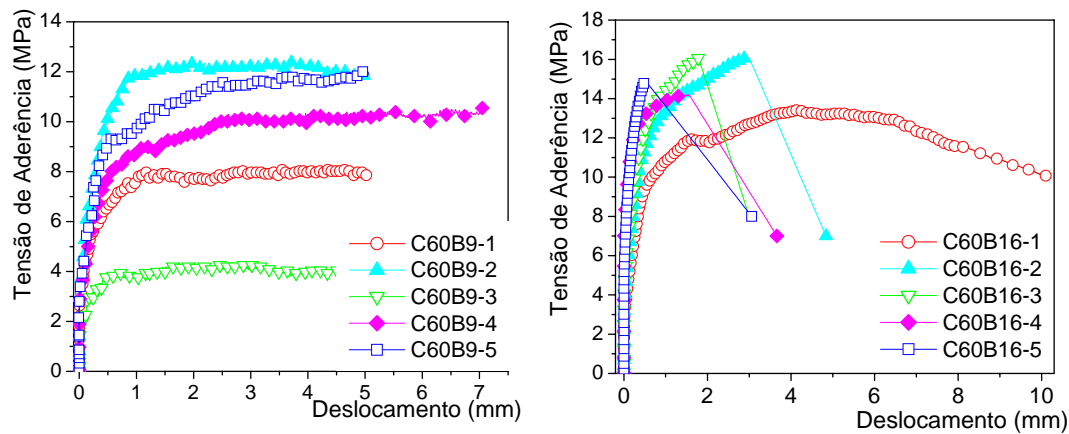 Tensão de Aderência (MPa)
14
12
10
8
6
4
2
0
0 1 2 3 4 5 6 7
Deslocamento (mm)
C60B9-1
C60B9-2
C60B9-3
C60B9-4
C60B9-5
Tensão de Aderência (MPa)
18
16
14
12
10
8
6
4
2
0
0 2 4 6 8 10
Deslocamento (mm)
C60B16-1
C60B16-2
C60B16-3
C60B16-4
C60B16-5